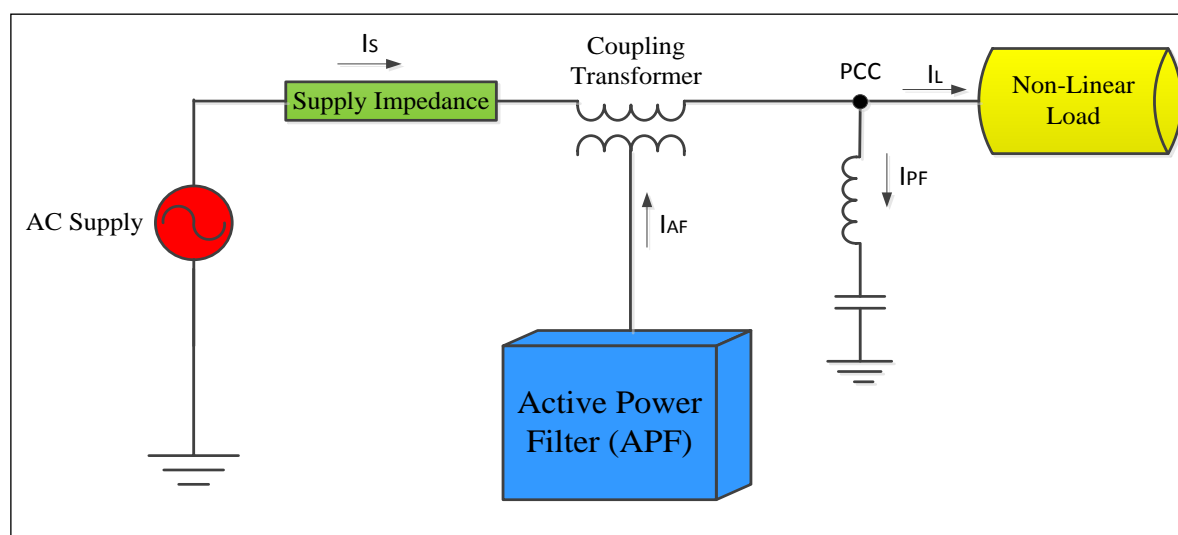 IS
Coupling
Transformer
PCC
IL
Non-Linear
Load
Supply Impedance
IPF
AC Supply
IAF
Active Power
Filter (APF)